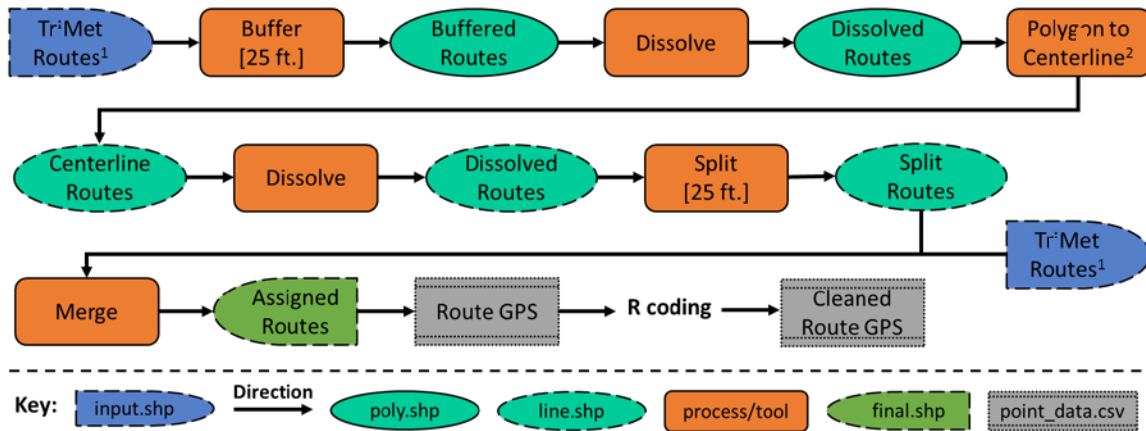 TriMet
Routes¹
Buffer
[25 ft.]
Buffered
Routes
Dissolve
Dissolved
Routes
Polygon to
Centerline²
Centerline
Routes
Dissolve
Dissolved
Routes
Split
[25 ft.]
Split
Routes
TriMet
Routes¹
Merge
Assigned
Routes
Route GPS
R coding
Cleaned
Route GPS
Key:
input.shp
Direction
poly.shp
line.shp
process/tool
final.shp
point_data.csv